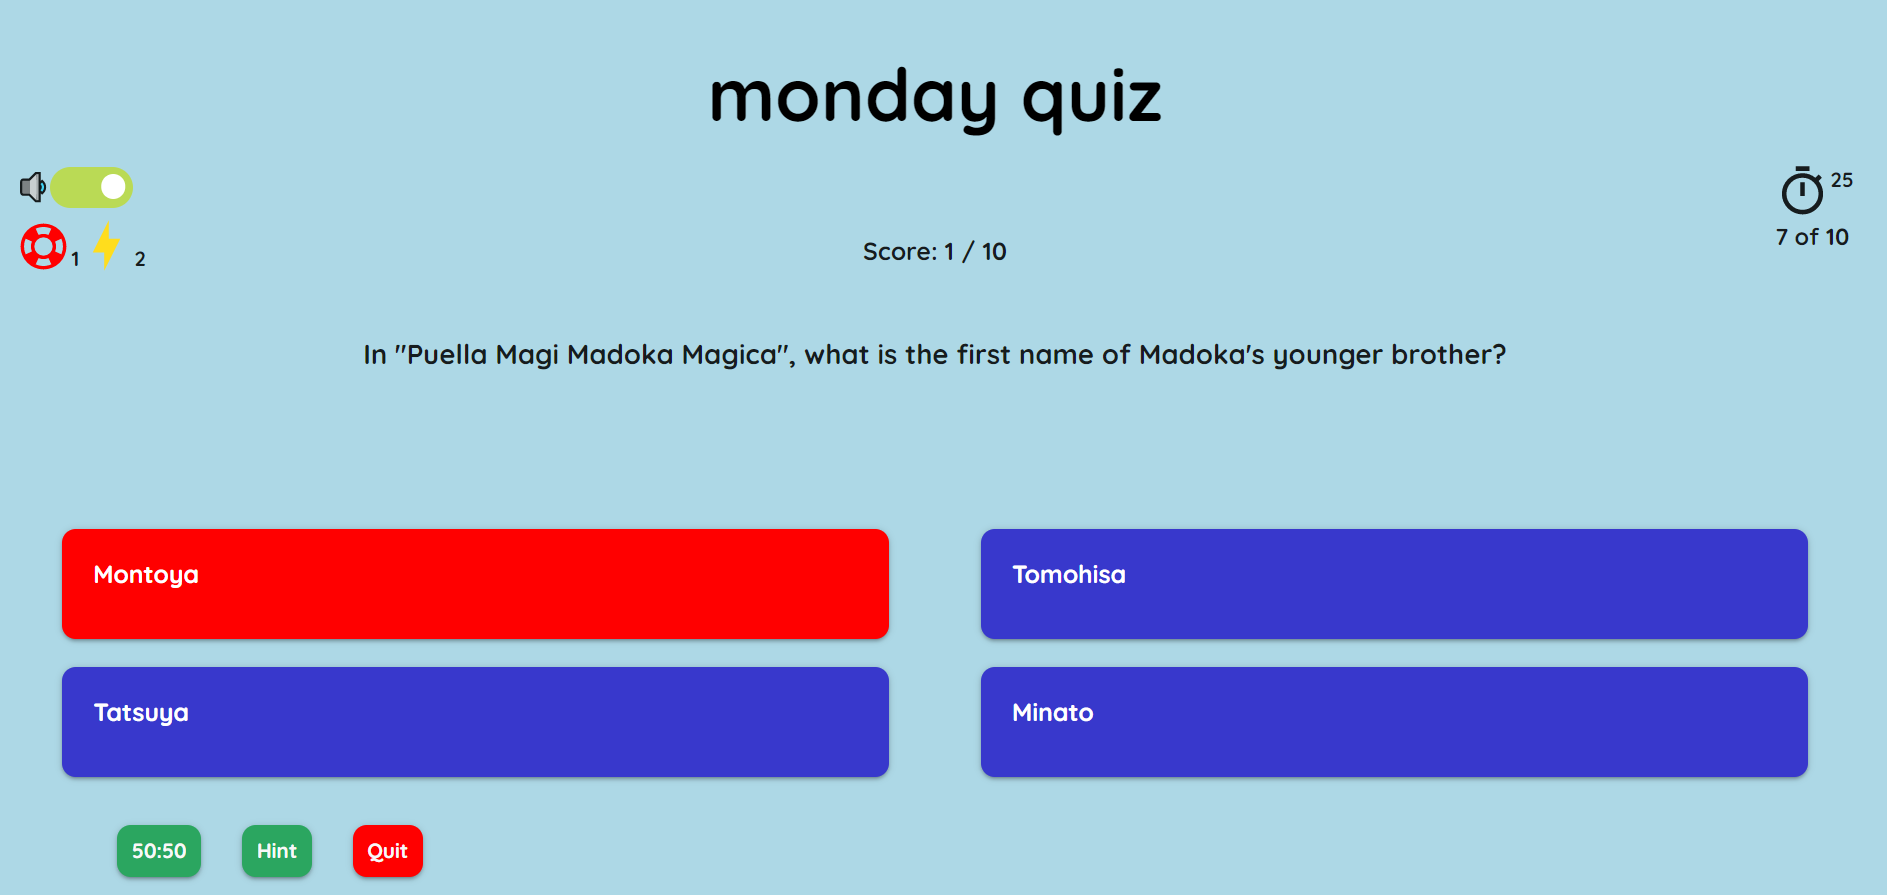 monday quiz
25
7 of 10
1 2
Score: 1 / 10
In "Puella Magi Madoka Magica", what is the first name of Madoka's younger brother?
Montoya
Tomohisa
Tatsuya
Minato
50:50
Hint
Quit